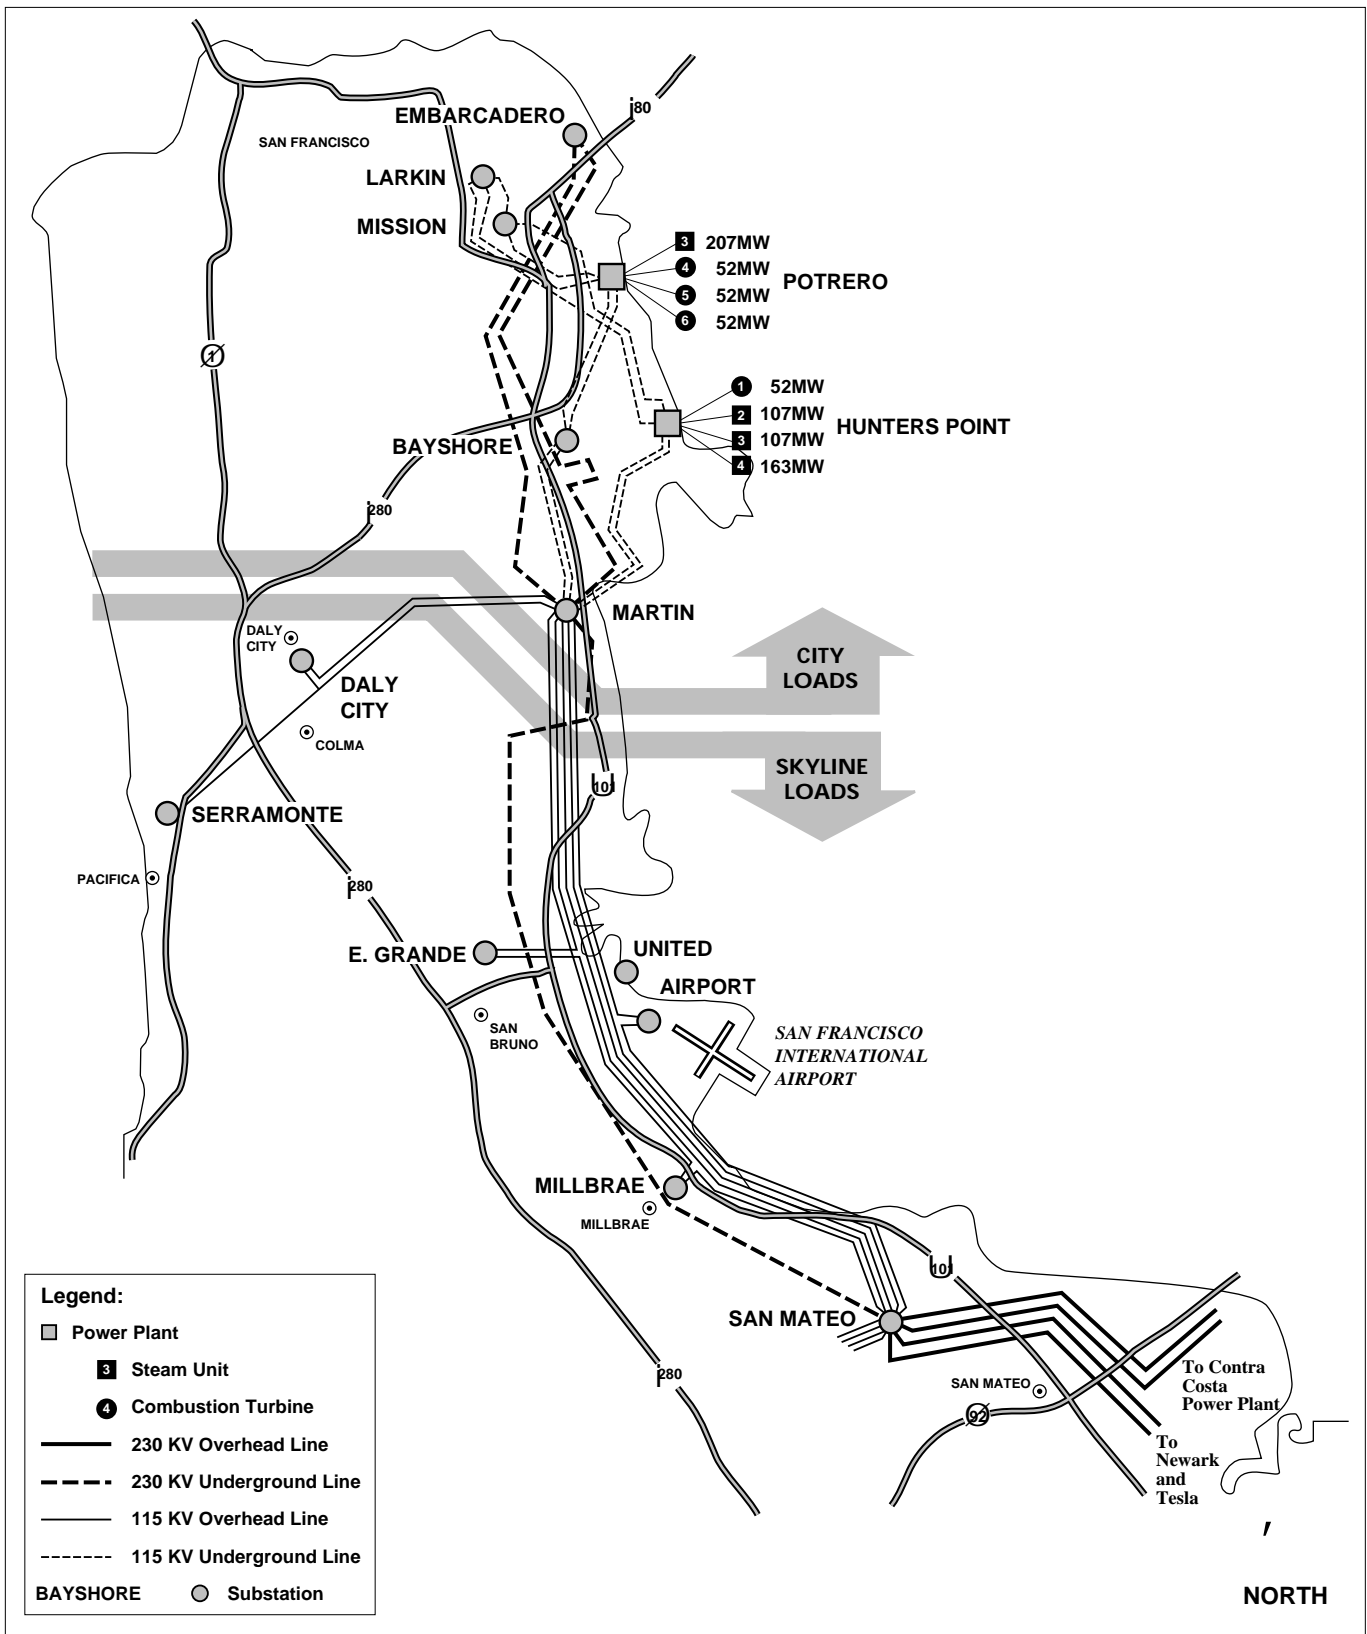 EMBARCADERO
80
SAN FRANCISCO
LARKIN
MISSION
3 207MW
4 52MW
5 52MW
6 52MW
POTRERO
1
1 52MW
2 107MW
3 107MW
4 163MW
HUNTERS POINT
BAYSHORE
280
MARTIN
DALY
CITY
DALY
CITY
COLMA
CITY
LOADS
SKYLINE
LOADS
101
SERRAMONTE
PACIFICA
280
E. GRANDE
UNITED
AIRPORT
SAN
BRUNO
SAN FRANCISCO
INTERNATIONAL
AIRPORT
MILLBRAE
MILLBRAE
101
SAN MATEO
280
SAN MATEO
92
To Contra
Costa
Power Plant
To
Newark
and
Tesla
NORTH
Legend:
Power Plant
3 Steam Unit
4 Combustion Turbine
230 KV Overhead Line
230 KV Underground Line
115 KV Overhead Line
115 KV Underground Line
BAYSHORE Substation